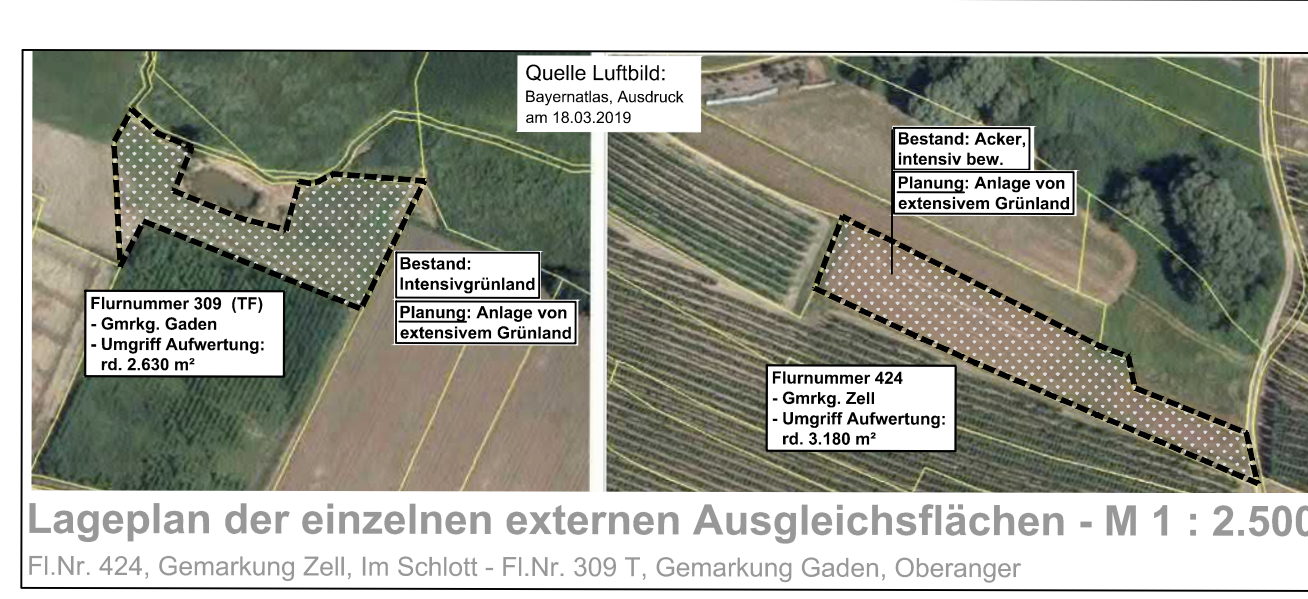 Quelle Luftbild:
Bayernatlas, Ausdruck
am 18.03.2019
Flurnummer 309 (TF)
- Gmrkg. Gaden
- Umgriff Aufwertung:
rd. 2.630 m²
Bestand:
Intensivgrünland
Planung: Anlage von
extensivem Grünland
Bestand: Acker,
intensiv bew.
Planung: Anlage von
extensivem Grünland
Flurnummer 424
- Gmrkg. Zell
- Umgriff Aufwertung:
rd. 3.180 m²
Lageplan der einzelnen externen Ausgleichsflächen - M 1 : 2.500
Fl.Nr. 424, Gemarkung Zell, Im Schlott - Fl.Nr. 309 T, Gemarkung Gaden, Oberanger